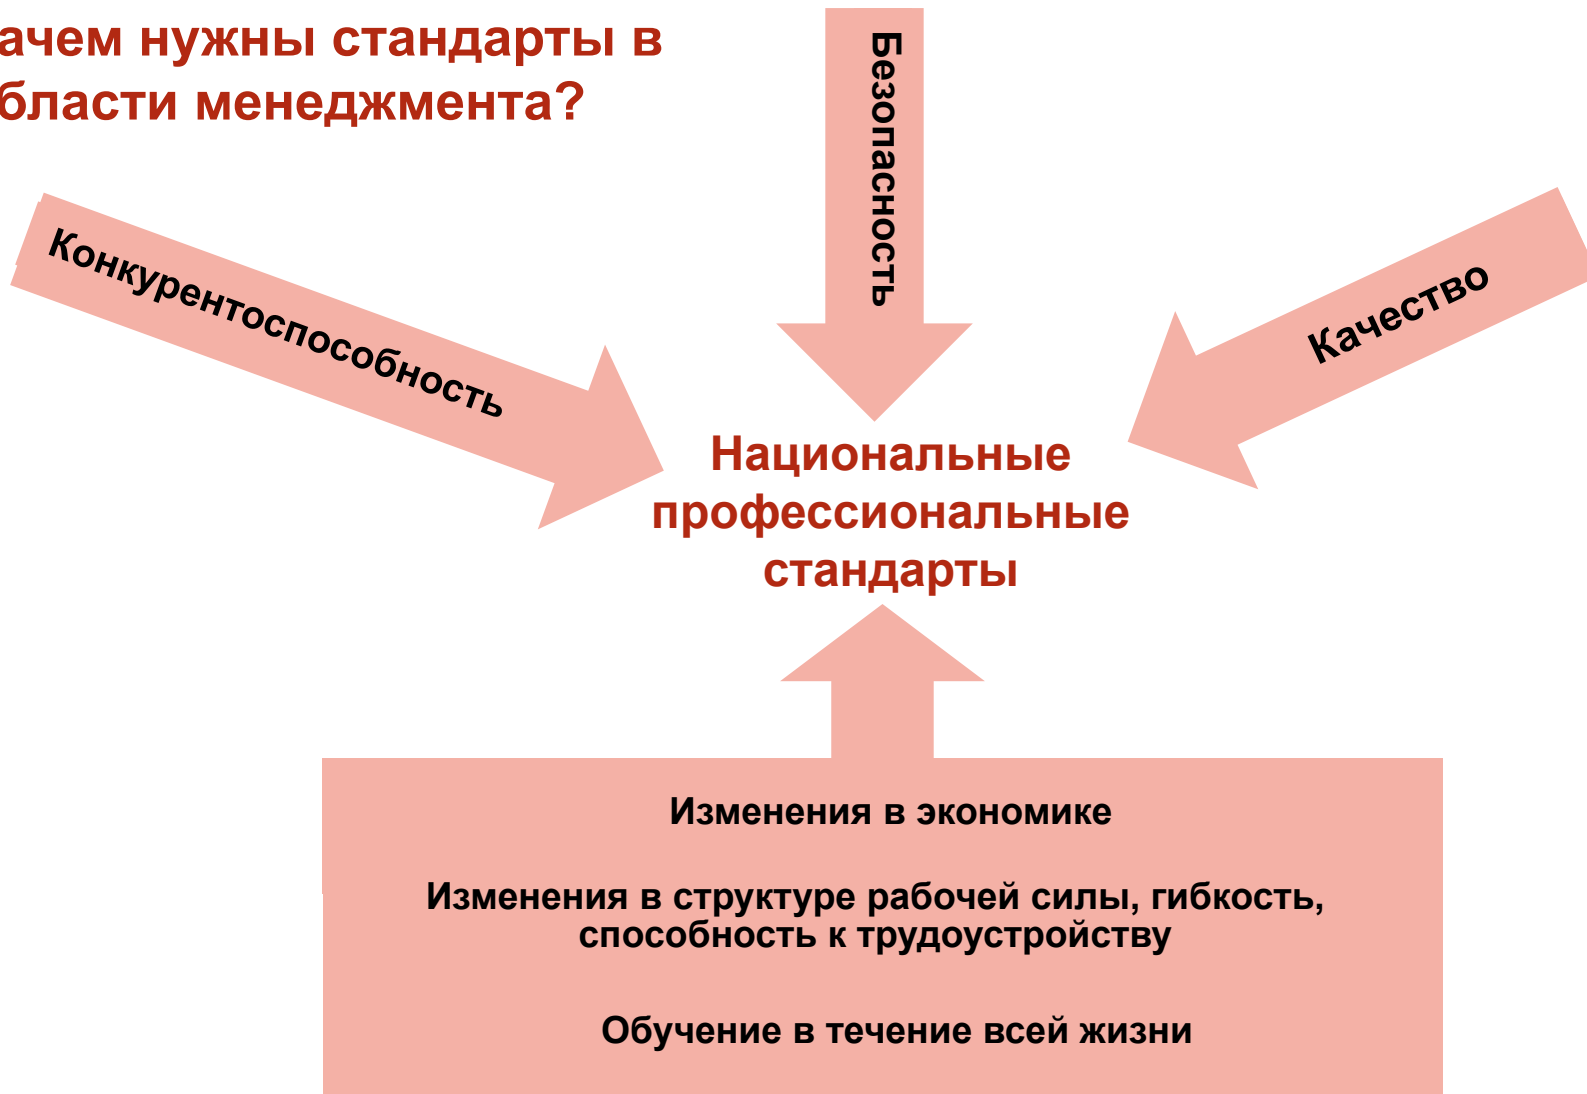 ачем нужны стандарты в
бласти менеджмента?
Безопасность
Конкурентоспособность
Качество
Национальные
профессиональные
стандарты
Изменения в экономике
Изменения в структуре рабочей силы, гибкость,
способность к трудоустройству
Обучение в течение всей жизни